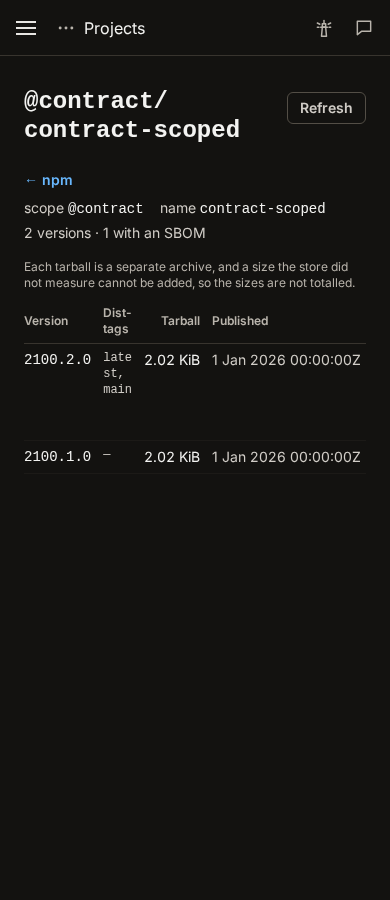 ··· Projects
@contract/
contract-scoped
Refresh
← npm
scope @contract name contract-scoped
2 versions · 1 with an SBOM
Each tarball is a separate archive, and a size the store did
not measure cannot be added, so the sizes are not totalled.
Version Dist-tags Tarball Published
2100.2.0 latest, main 2.02 KiB 1 Jan 2026 00:00:00Z
2100.1.0 — 2.02 KiB 1 Jan 2026 00:00:00Z